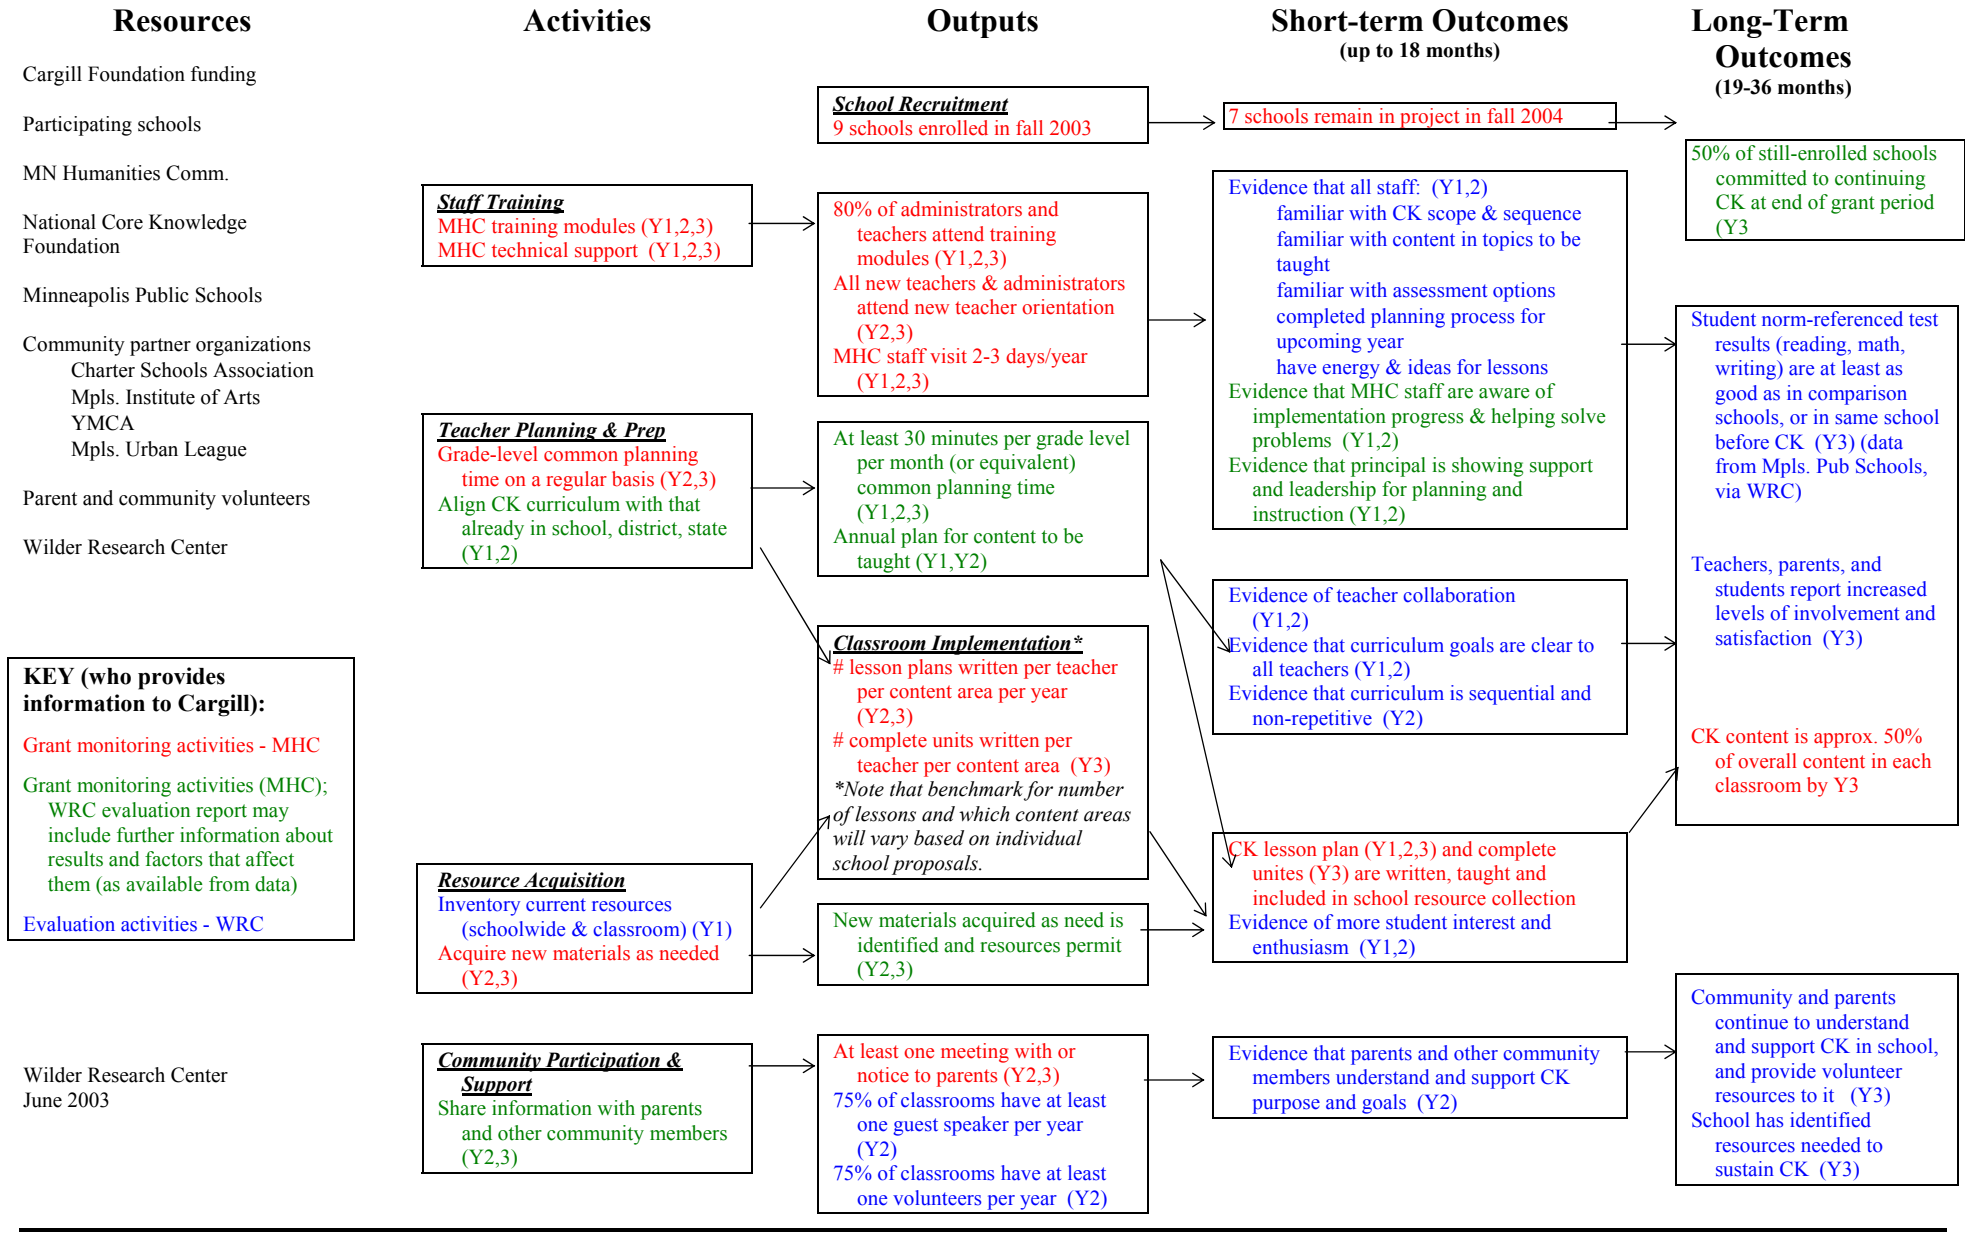 Resources
Cargill Foundation funding
Participating schools
MN Humanities Comm.
National Core Knowledge
Foundation
Minneapolis Public Schools
Community partner organizations
Charter Schools Association
Mpls. Institute of Arts
YMCA
Mpls. Urban League
Parent and community volunteers
Wilder Research Center
KEY (who provides
information to Cargill):
Grant monitoring activities - MHC
Grant monitoring activities (MHC);
WRC evaluation report may
include further information about
results and factors that affect
them (as available from data)
Evaluation activities - WRC
Wilder Research Center
June 2003
Activities
Staff Training
MHC training modules (Y1,2,3)
MHC technical support (Y1,2,3)
Teacher Planning & Prep
Grade-level common planning
time on a regular basis (Y2,3)
Align CK curriculum with that
already in school, district, state
(Y1,2)
Resource Acquisition
Inventory current resources
(schoolwide & classroom) (Y1)
Acquire new materials as needed
(Y2,3)
Community Participation &
Support
Share information with parents
and other community members
(Y2,3)
Outputs
School Recruitment
9 schools enrolled in fall 2003
80% of administrators and
teachers attend training
modules (Y1,2,3)
All new teachers & administrators
attend new teacher orientation
(Y2,3)
MHC staff visit 2-3 days/year
(Y1,2,3)
At least 30 minutes per grade level
per month (or equivalent)
common planning time
(Y1,2,3)
Annual plan for content to be
taught (Y1,Y2)
Classroom Implementation*
# lesson plans written per teacher
per content area per year
(Y2,3)
# complete units written per
teacher per content area (Y3)
*Note that benchmark for number
of lessons and which content areas
will vary based on individual
school proposals.
New materials acquired as need is
identified and resources permit
(Y2,3)
At least one meeting with or
notice to parents (Y2,3)
75% of classrooms have at least
one guest speaker per year
(Y2)
75% of classrooms have at least
one volunteers per year (Y2)
Short-term Outcomes
(up to 18 months)
7 schools remain in project in fall 2004
Evidence that all staff: (Y1,2)
familiar with CK scope & sequence
familiar with content in topics to be
taught
familiar with assessment options
completed planning process for
upcoming year
have energy & ideas for lessons
Evidence that MHC staff are aware of
implementation progress & helping solve
problems (Y1,2)
Evidence that principal is showing support
and leadership for planning and
instruction (Y1,2)
Evidence of teacher collaboration
(Y1,2)
Evidence that curriculum goals are clear to
all teachers (Y1,2)
Evidence that curriculum is sequential and
non-repetitive (Y2)
CK lesson plan (Y1,2,3) and complete
unites (Y3) are written, taught and
included in school resource collection
Evidence of more student interest and
enthusiasm (Y1,2)
Evidence that parents and other community
members understand and support CK
purpose and goals (Y2)
Long-Term
Outcomes
(19-36 months)
50% of still-enrolled schools
committed to continuing
CK at end of grant period
(Y3
Student norm-referenced test
results (reading, math,
writing) are at least as
good as in comparison
schools, or in same school
before CK (Y3) (data
from Mpls. Pub Schools,
via WRC)
Teachers, parents, and
students report increased
levels of involvement and
satisfaction (Y3)
CK content is approx. 50%
of overall content in each
classroom by Y3
Community and parents
continue to understand
and support CK in school,
and provide volunteer
resources to it (Y3)
School has identified
resources needed to
sustain CK (Y3)